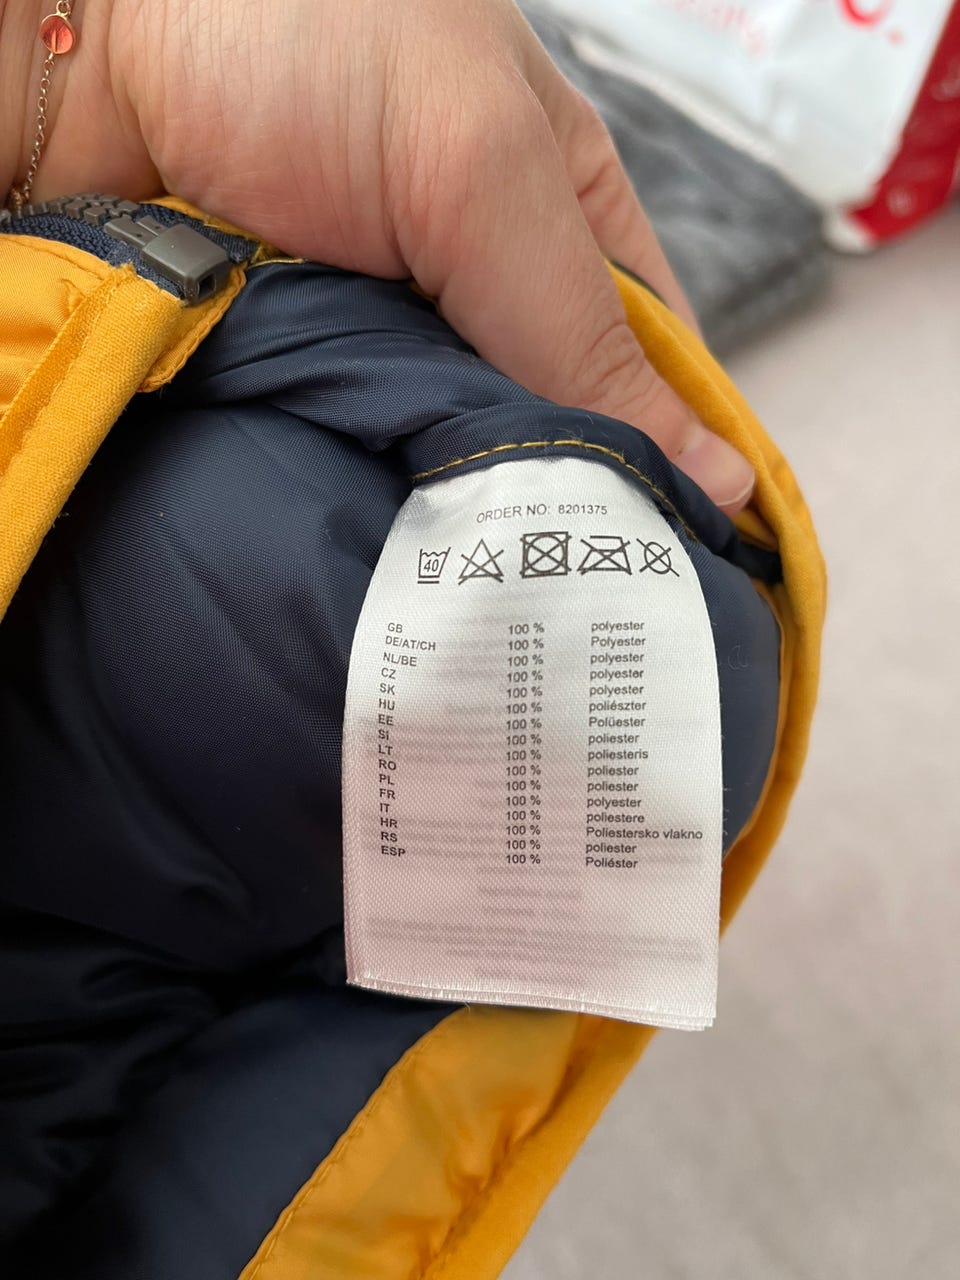 ORDER NO: 8201375
40
GB 100 % polyester
DE/AT/CH 100 % Polyester
NL/BE 100 % polyester
CZ 100 % polyester
SK 100 % polyester
HU 100 % poliészter
EE 100 % Polüester
SI 100 % poliester
LT 100 % poliesteris
RO 100 % poliester
PL 100 % poliester
FR 100 % polyester
IT 100 % poliestere
HR 100 % Poliestersko vlakno
RS 100 % poliester
ESP 100 % Poliéster